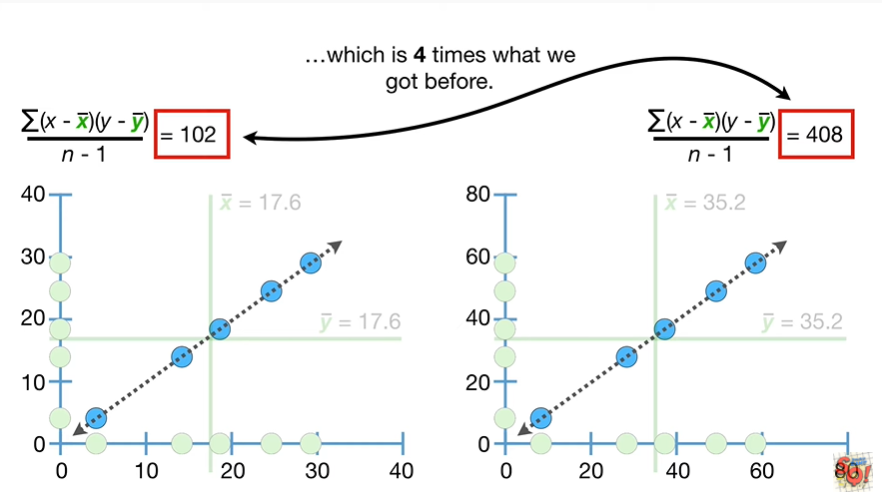 ...which is 4 times what we
got before.
∑(x - x̄)(y - ȳ)
n - 1
= 102
∑(x - x̄)(y - ȳ)
n - 1
= 408
40
30
20
10
0
0 10 20 30 40
x̄ = 17.6
ȳ = 17.6
80
60
40
20
0
0 20 40 60 80
x̄ = 35.2
ȳ = 35.2